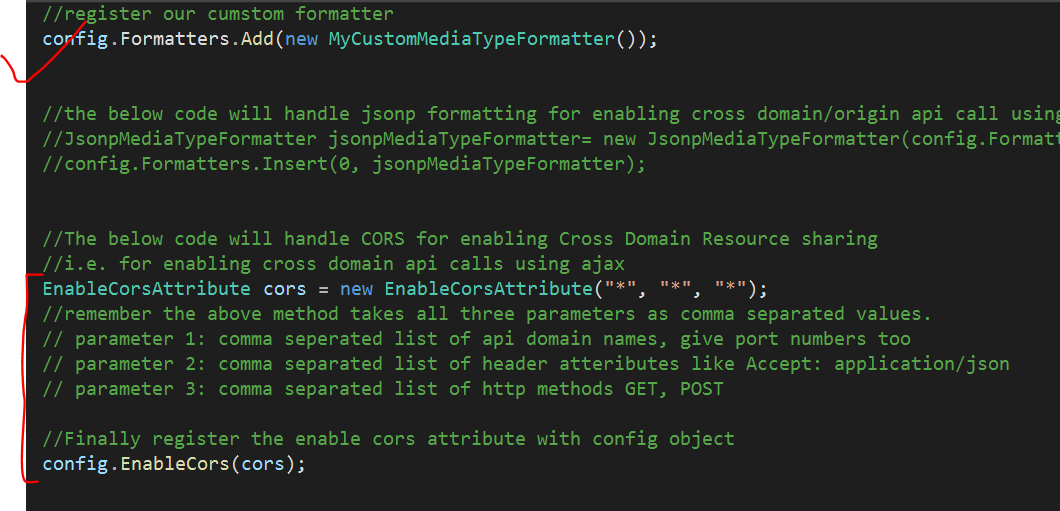 //register our cumstom formatter
config.Formatters.Add(new MyCustomMediaTypeFormatter());
//the below code will handle jsonp formatting for enabling cross domain/origin api call using
//JsonpMediaTypeFormatter jsonpMediaTypeFormatter= new JsonpMediaTypeFormatter(config.Formatt
//config.Formatters.Insert(0, jsonpMediaTypeFormatter);
//The below code will handle CORS for enabling Cross Domain Resource sharing
//i.e. for enabling cross domain api calls using ajax
EnableCorsAttribute cors = new EnableCorsAttribute("*", "*", "*");
//remember the above method takes all three parameters as comma separated values.
// parameter 1: comma seperated list of api domain names, give port numbers too
// parameter 2: comma separated list of header atteributes like Accept: application/json
// parameter 3: comma separated list of http methods GET, POST
//Finally register the enable cors attribute with config object
config.EnableCors(cors);